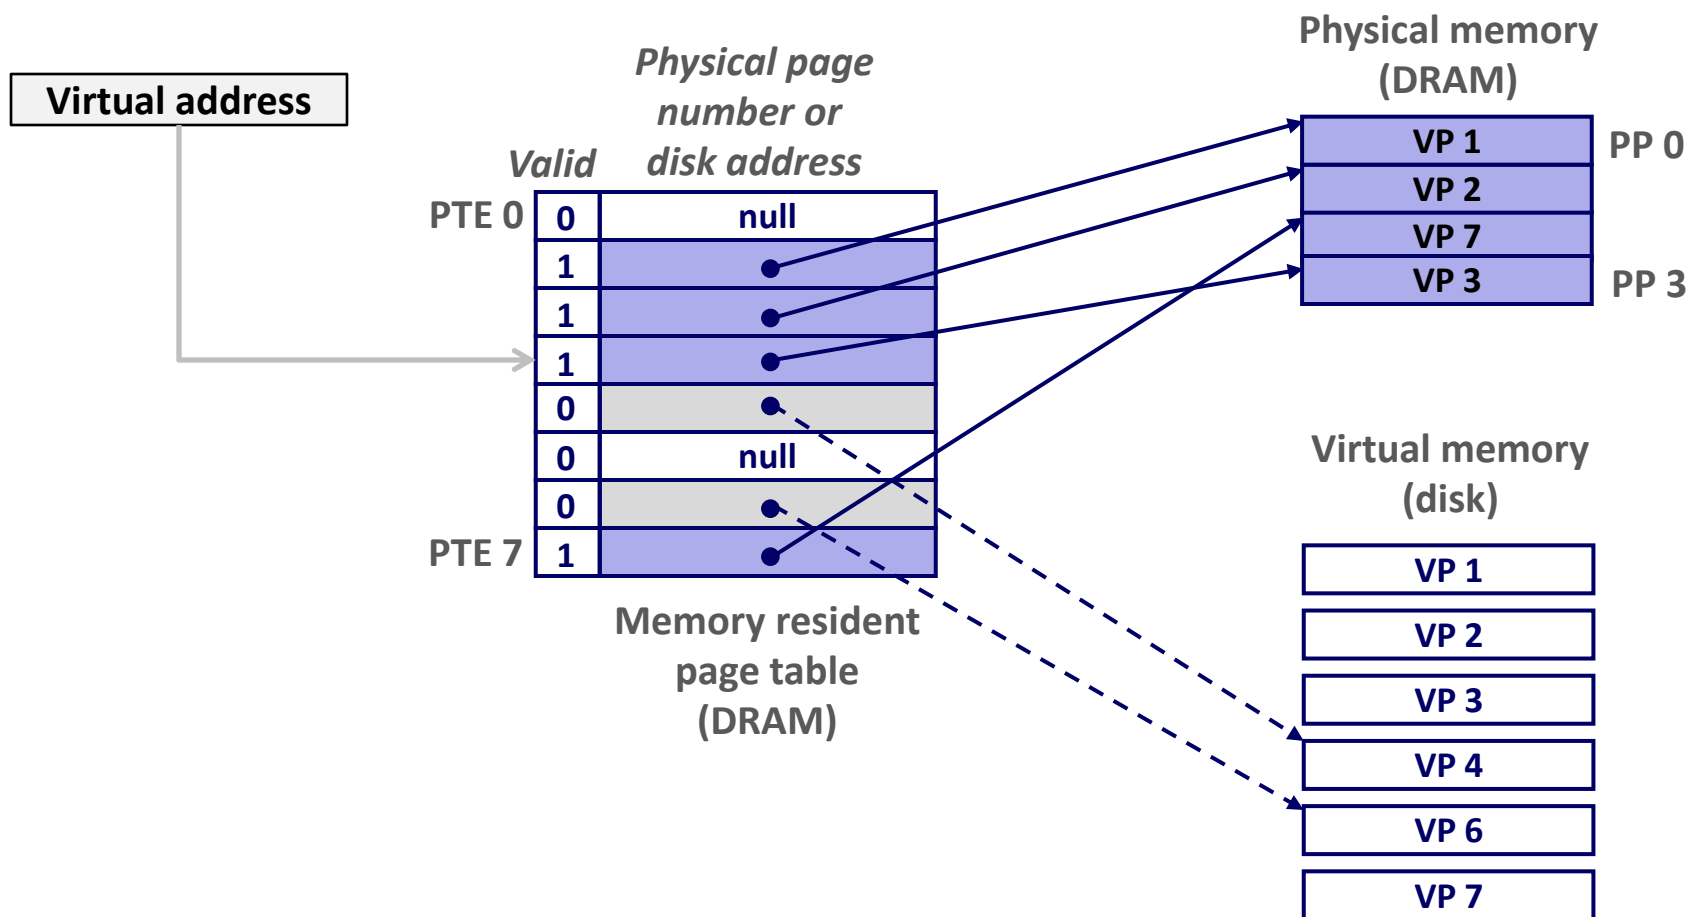 Virtual address
Physical page
number or
disk address
Valid
PTE 0
0
null
1
1
1
0
0
null
0
PTE 7
1
Memory resident
page table
(DRAM)
Physical memory
(DRAM)
VP 1
PP 0
VP 2
VP 7
VP 3
PP 3
Virtual memory
(disk)
VP 1
VP 2
VP 3
VP 4
VP 6
VP 7